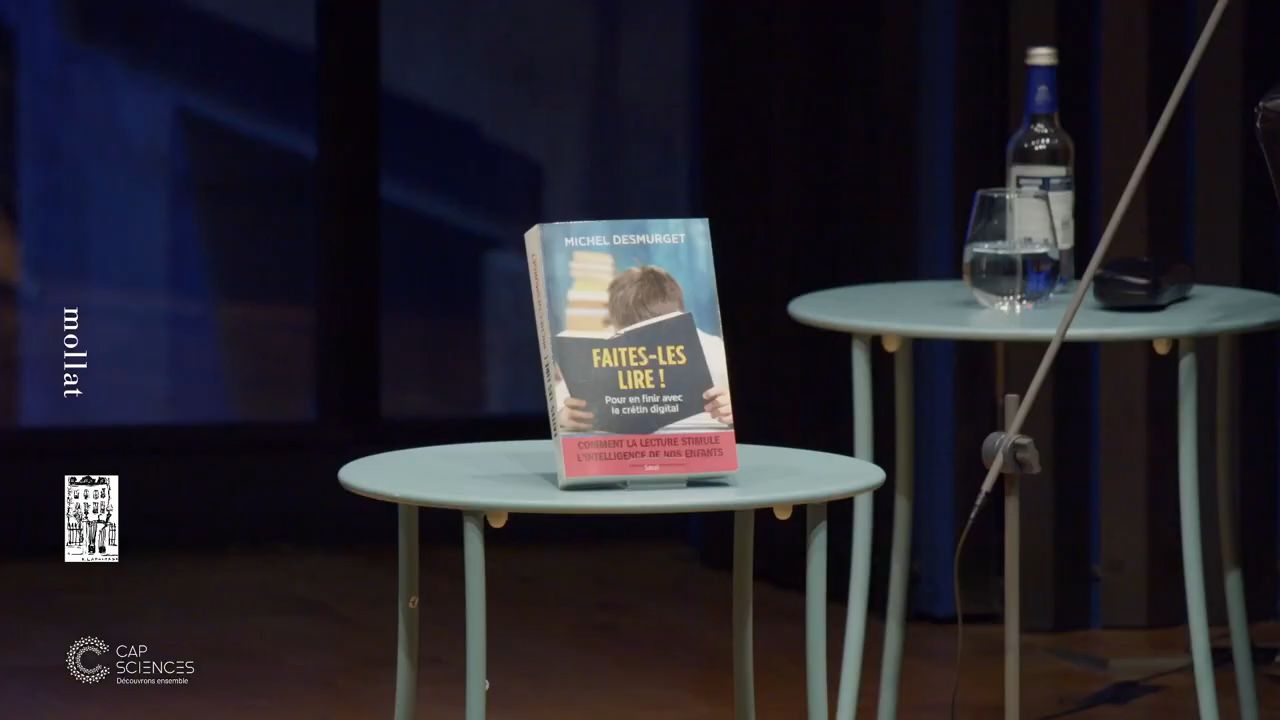 MICHEL DESMURGET
FAITES-LES
LIRE !
Pour en finir avec
le crétin digital
COMMENT LA LECTURE STIMULE
L'INTELLIGENCE DE NOS ENFANTS
Seuil
mollat
CAP
SCIENCES
Découvrons ensemble